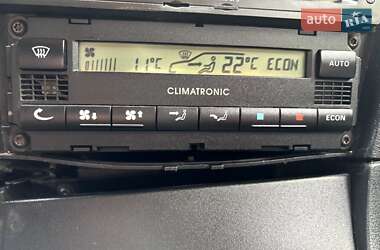 auto RIA
11°C 22°C ECON
AUTO
CLIMATRONIC
ECON